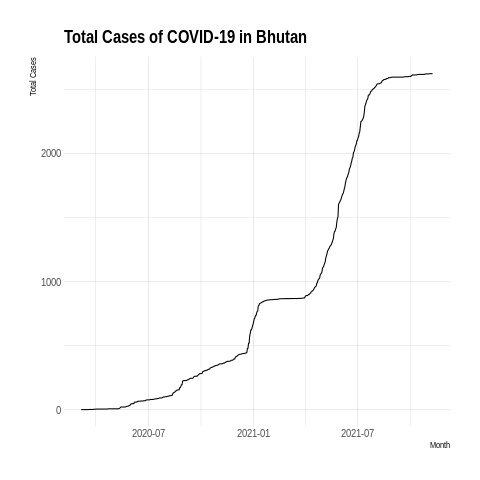 Total Cases of COVID-19 in Bhutan
Total Cases
2000
1000
0
2020-07 2021-01 2021-07
Month